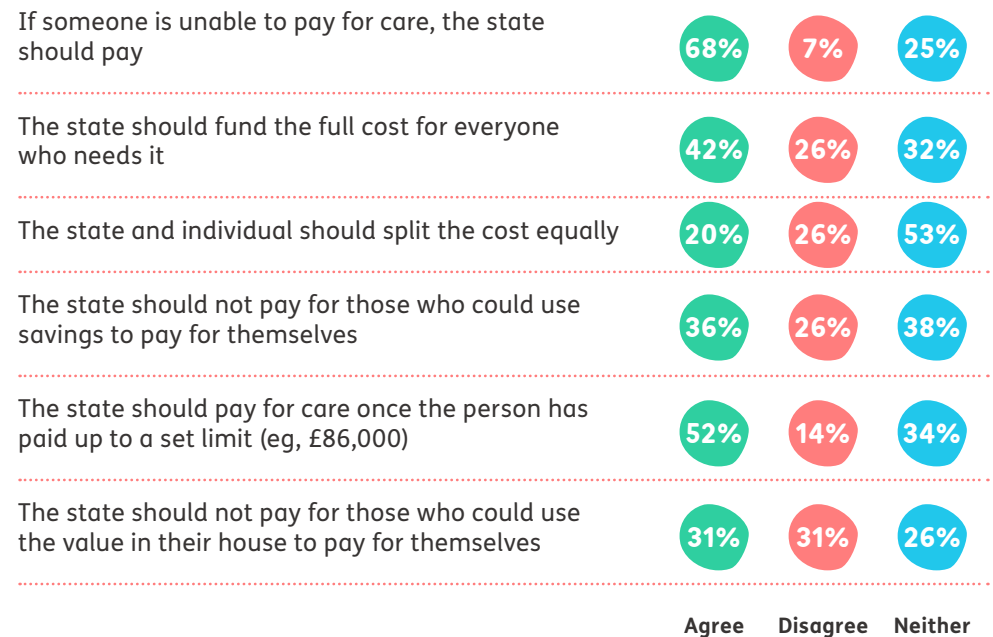 If someone is unable to pay for care, the state
should pay
68% 7% 25%
The state should fund the full cost for everyone
who needs it
42% 26% 32%
The state and individual should split the cost equally
20% 26% 53%
The state should not pay for those who could use
savings to pay for themselves
36% 26% 38%
The state should pay for care once the person has
paid up to a set limit (eg, £86,000)
52% 14% 34%
The state should not pay for those who could use
the value in their house to pay for themselves
31% 31% 26%
Agree Disagree Neither